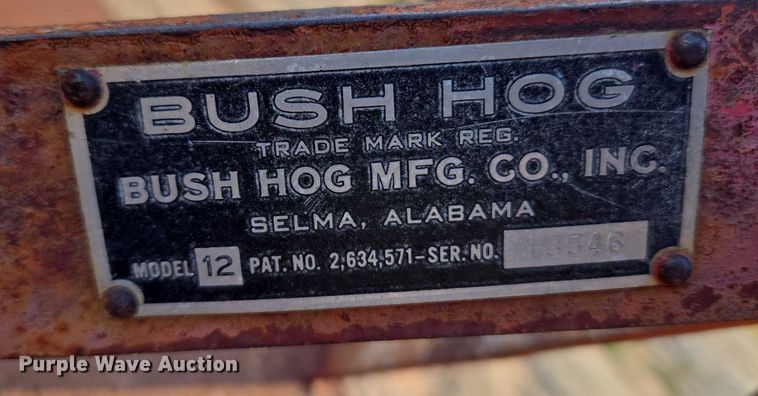 BUSH HOG
TRADE MARK REG.
BUSH HOG MFG. CO., INC.
SELMA, ALABAMA
MODEL 12 PAT. NO. 2,634,571-SER. NO. 13546
Purple Wave Auction